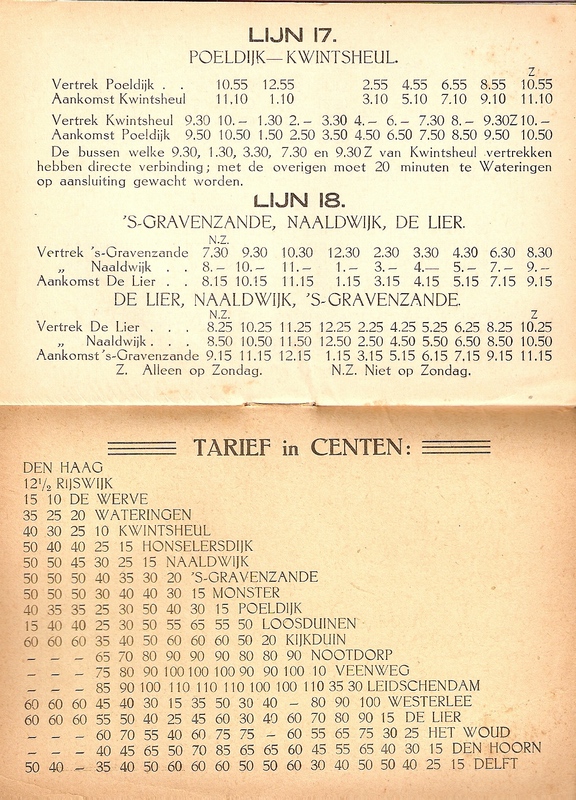 LIJN 17.
POELDIJK—KWINTSHEUL.
Z
Vertrek Poeldijk . . 10.55 12.55 2.55 4.55 6.55 8.55 10.55
Aankomst Kwintsheul 11.10 1.10 3.10 5.10 7.10 9.10 11.10
Vertrek Kwintsheul 9.30 10.- 1.30 2.- 3.30 4.- 6.- 7.30 8.- 9.30Z 10.-
Aankomst Poeldijk 9.50 10.50 1.50 2.50 3.50 4.50 6.50 7.50 8.50 9.50 10.50
De bussen welke 9.30, 1.30, 3.30, 7.30 en 9.30 Z van Kwintsheul vertrekken
hebben directe verbinding; met de overigen moet 20 minuten te Wateringen
op aansluiting gewacht worden.
LIJN 18.
'S-GRAVENZANDE, NAALDWIJK, DE LIER.
N.Z.
Vertrek 's-Gravenzande 7.30 9.30 10.30 12.30 2.30 3.30 4.30 6.30 8.30
„ Naaldwijk . . 8.- 10.- 11.- 1.- 3.- 4.- 5.- 7.- 9.-
Aankomst De Lier . . 8.15 10.15 11.15 1.15 3.15 4.15 5.15 7.15 9.15
DE LIER, NAALDWIJK, 'S-GRAVENZANDE.
N.Z. Z
Vertrek De Lier . . . 8.25 10.25 11.25 12.25 2.25 4.25 5.25 6.25 8.25 10.25
„ Naaldwijk . . . 8.50 10.50 11.50 12.50 2.50 4.50 5.50 6.50 8.50 10.50
Aankomst 's-Gravenzande 9.15 11.15 12.15 1.15 3.15 5.15 6.15 7.15 9.15 11.15
Z. Alleen op Zondag. N.Z. Niet op Zondag.
TARIEF in CENTEN:
DEN HAAG
12½ RIJSWIJK
15 10 DE WERVE
35 25 20 WATERINGEN
40 30 25 10 KWINTSHEUL
50 40 40 25 15 HONSELERSDIJK
50 50 45 30 25 15 NAALDWIJK
50 50 50 40 35 30 20 'S-GRAVENZANDE
50 50 50 30 40 40 30 15 MONSTER
40 35 35 25 30 50 40 30 15 POELDIJK
15 40 40 25 30 50 55 65 55 50 LOOSDUINEN
60 60 60 35 40 50 60 60 60 50 20 KIJKDUIN
- - - 65 70 80 90 90 90 80 80 90 NOOTDORP
- - - 75 80 90 100 100 100 90 90 100 10 VEENWEG
- - - 85 90 100 110 110 110 100 100 110 35 30 LEIDSCHENDAM
60 60 60 45 40 30 15 35 50 30 40 - 80 90 100 WESTERLEE
60 60 60 55 50 40 25 45 60 30 40 60 70 80 90 15 DE LIER
- - - 60 70 55 40 60 75 75 - 60 55 65 75 30 25 HET WOUD
- - - 40 45 65 50 70 85 65 65 60 45 55 65 40 30 15 DEN HOORN
50 40 - 35 40 50 60 60 60 50 50 60 30 40 50 50 40 25 15 DELFT